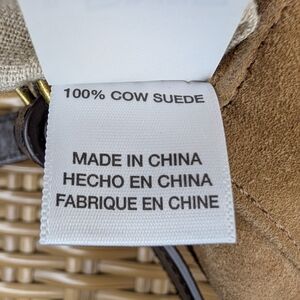 100% COW SUEDE
MADE IN CHINA
HECHO EN CHINA
FABRIQUE EN CHINE